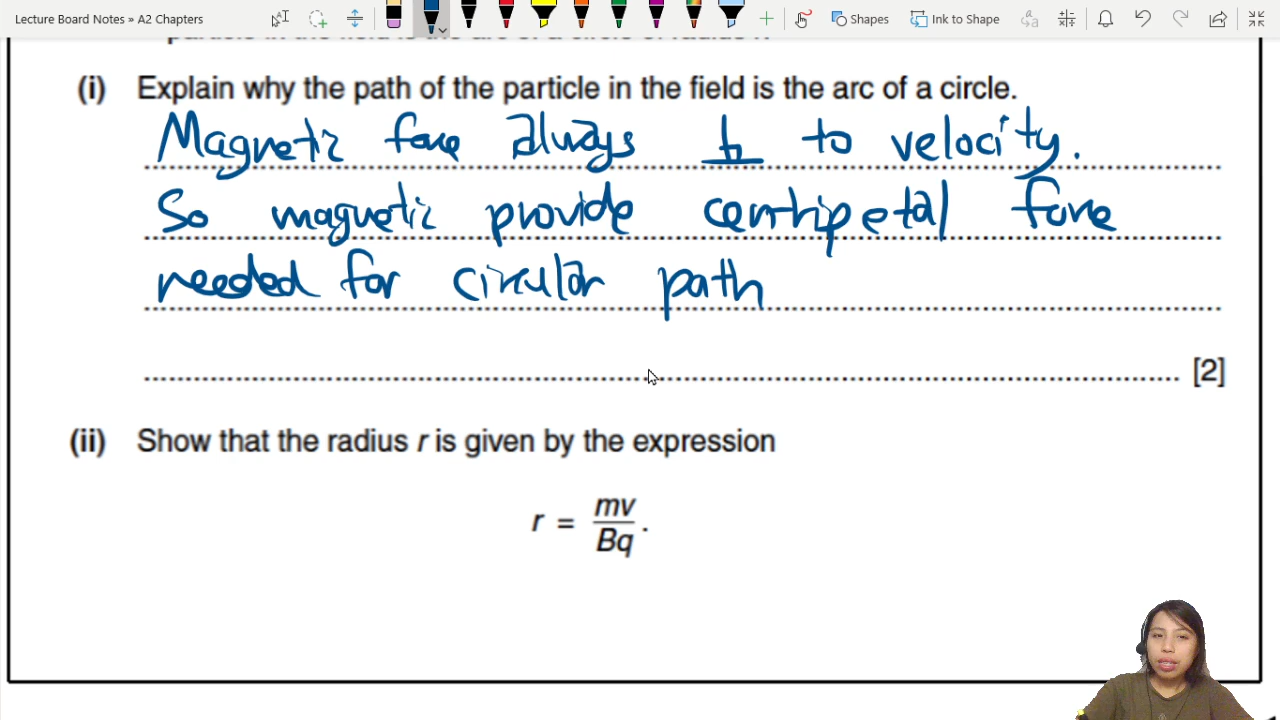 Lecture Board Notes » A2 Chapters
Shapes
Ink to Shape
(i) Explain why the path of the particle in the field is the arc of a circle.
Magnetic force always ⊥ to velocity.
So magnetic provide centripetal force
needed for circular path
[2]
(ii) Show that the radius r is given by the expression
r = mv/Bq.